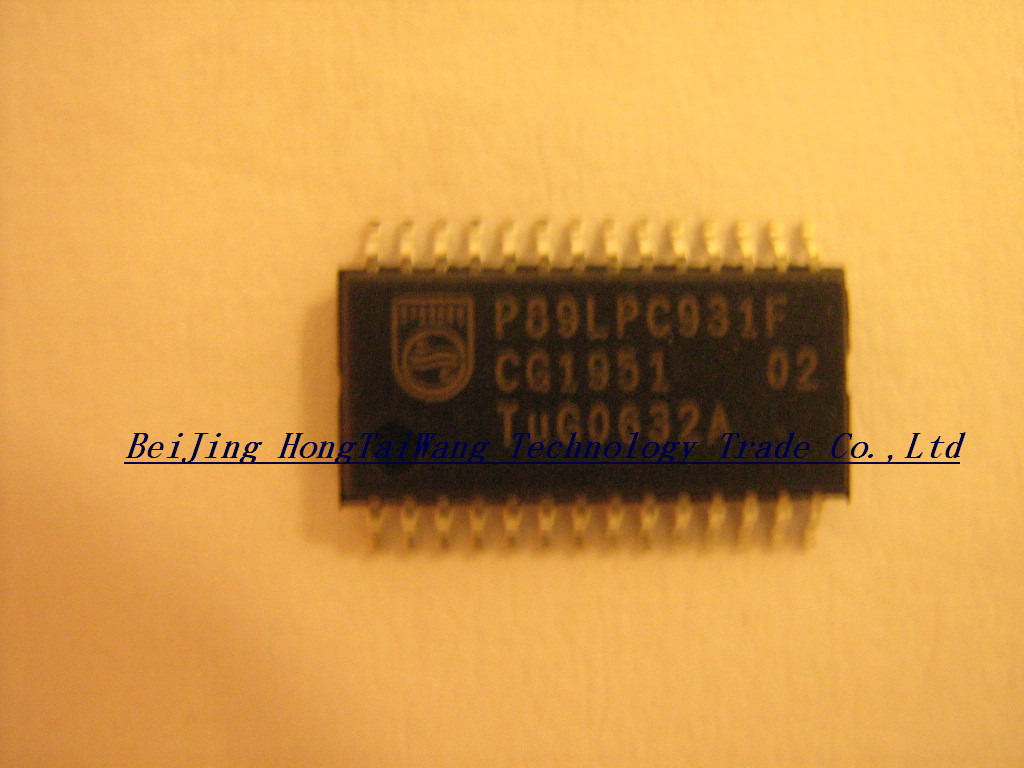 P89LPC931F
CG1951 02
TuG0632A
BeiJing HongTaiWang Technology Trade Co.,Ltd